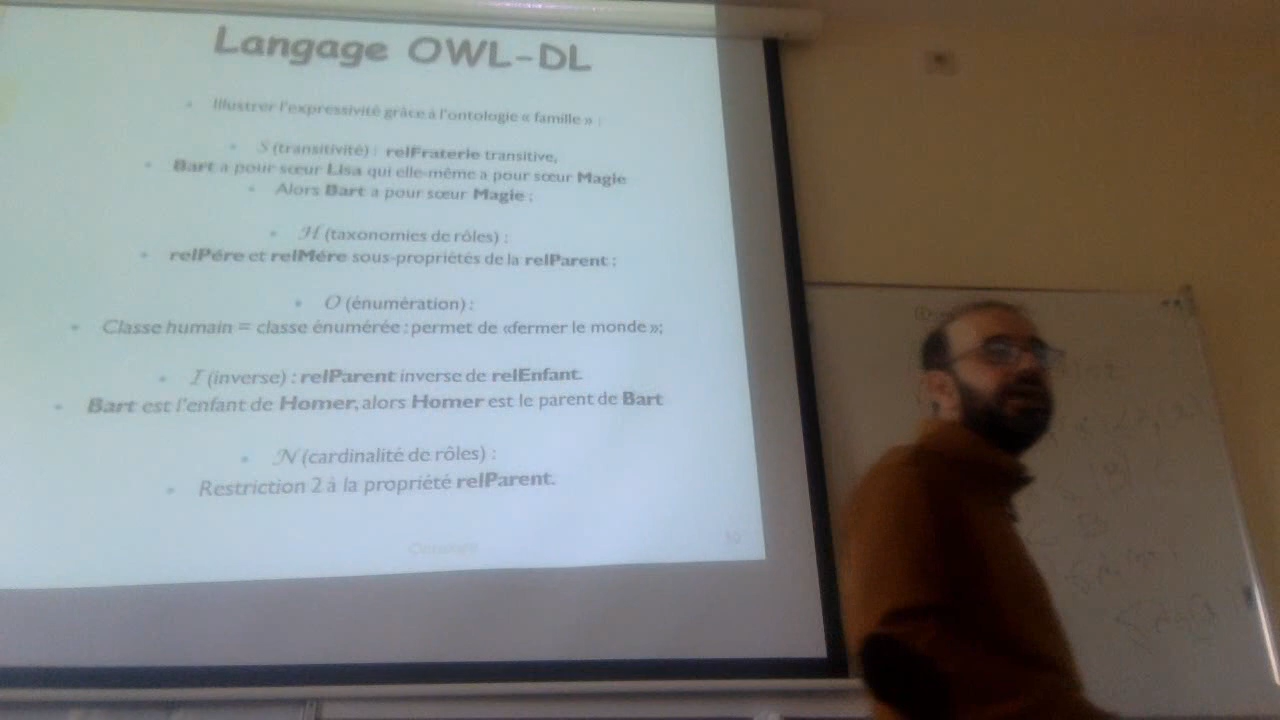 Langage OWL-DL
• Illustrer l'expressivité grâce à l'ontologie « famille » :
• S (transitivité) : relFraterie transitive,
• Bart a pour sœur Lisa qui elle-même a pour sœur Magie
• Alors Bart a pour sœur Magie ;
• H (taxonomies de rôles) :
• relPére et relMére sous-propriétés de la relParent ;
• O (énumération) :
• Classe humain = classe énumérée : permet de «fermer le monde »;
• I (inverse) : relParent inverse de relEnfant.
• Bart est l'enfant de Homer, alors Homer est le parent de Bart
• N (cardinalité de rôles) :
• Restriction 2 à la propriété relParent.